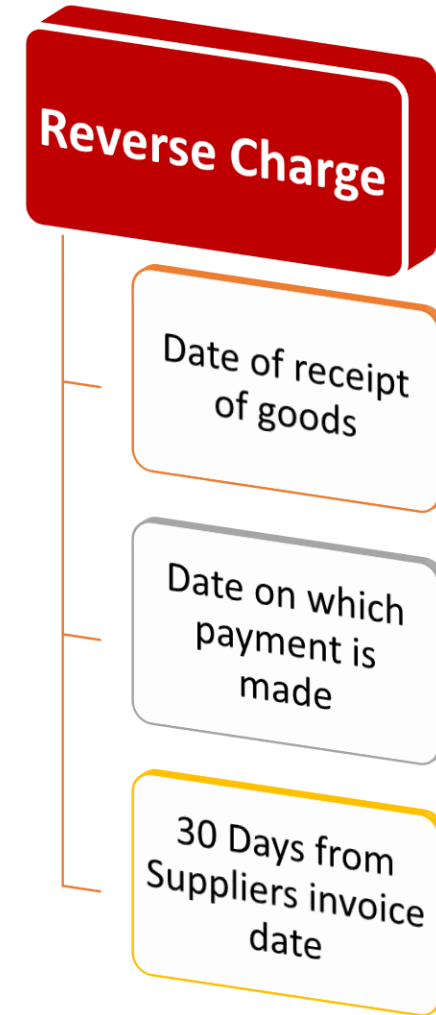 Reverse Charge
Date of receipt
of goods
Date on which
payment is
made
30 Days from
Suppliers invoice
date